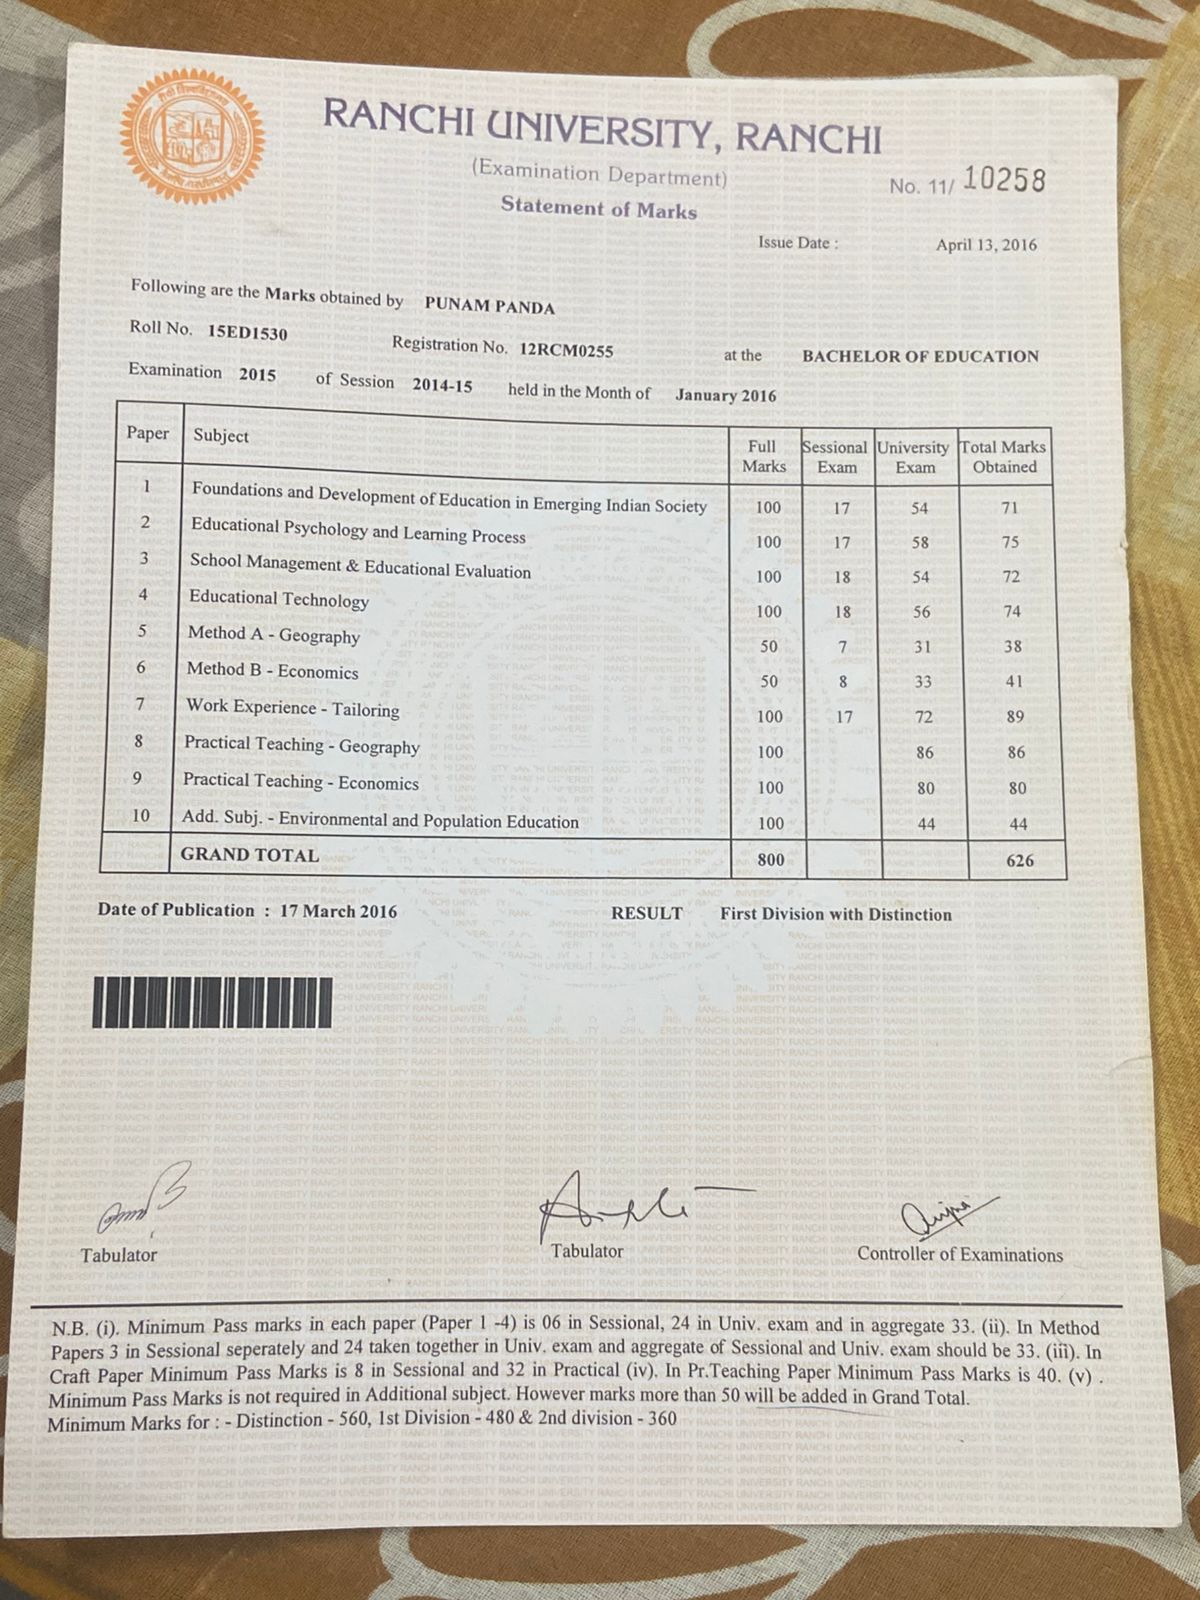 RANCHI UNIVERSITY, RANCHI
(Examination Department)
No. 11/ 10258
Statement of Marks
Issue Date : April 13, 2016
Following are the Marks obtained by PUNAM PANDA
Roll No. 15ED1530 Registration No. 12RCM0255 at the BACHELOR OF EDUCATION
Examination 2015 of Session 2014-15 held in the Month of January 2016
Paper Subject Full Marks Sessional Exam University Exam Total Marks Obtained
1 Foundations and Development of Education in Emerging Indian Society 100 17 54 71
2 Educational Psychology and Learning Process 100 17 58 75
3 School Management & Educational Evaluation 100 18 54 72
4 Educational Technology 100 18 56 74
5 Method A - Geography 50 7 31 38
6 Method B - Economics 50 8 33 41
7 Work Experience - Tailoring 100 17 72 89
8 Practical Teaching - Geography 100 86 86
9 Practical Teaching - Economics 100 80 80
10 Add. Subj. - Environmental and Population Education 100 44 44
GRAND TOTAL 800 626
Date of Publication : 17 March 2016 RESULT First Division with Distinction
Tabulator Tabulator Controller of Examinations
N.B. (i). Minimum Pass marks in each paper (Paper 1 -4) is 06 in Sessional, 24 in Univ. exam and in aggregate 33. (ii). In Method
Papers 3 in Sessional seperately and 24 taken together in Univ. exam and aggregate of Sessional and Univ. exam should be 33. (iii). In
Craft Paper Minimum Pass Marks is 8 in Sessional and 32 in Practical (iv). In Pr.Teaching Paper Minimum Pass Marks is 40. (v) .
Minimum Pass Marks is not required in Additional subject. However marks more than 50 will be added in Grand Total.
Minimum Marks for : - Distinction - 560, 1st Division - 480 & 2nd division - 360